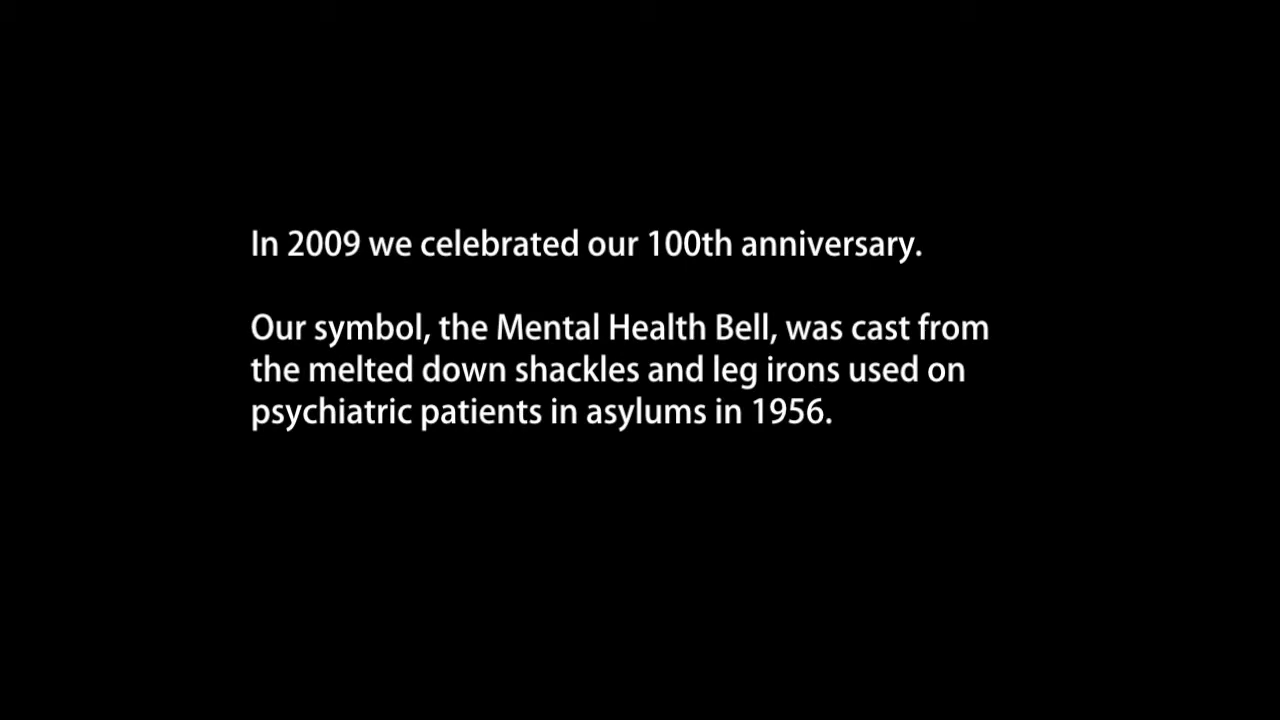 In 2009 we celebrated our 100th anniversary.
Our symbol, the Mental Health Bell, was cast from
the melted down shackles and leg irons used on
psychiatric patients in asylums in 1956.